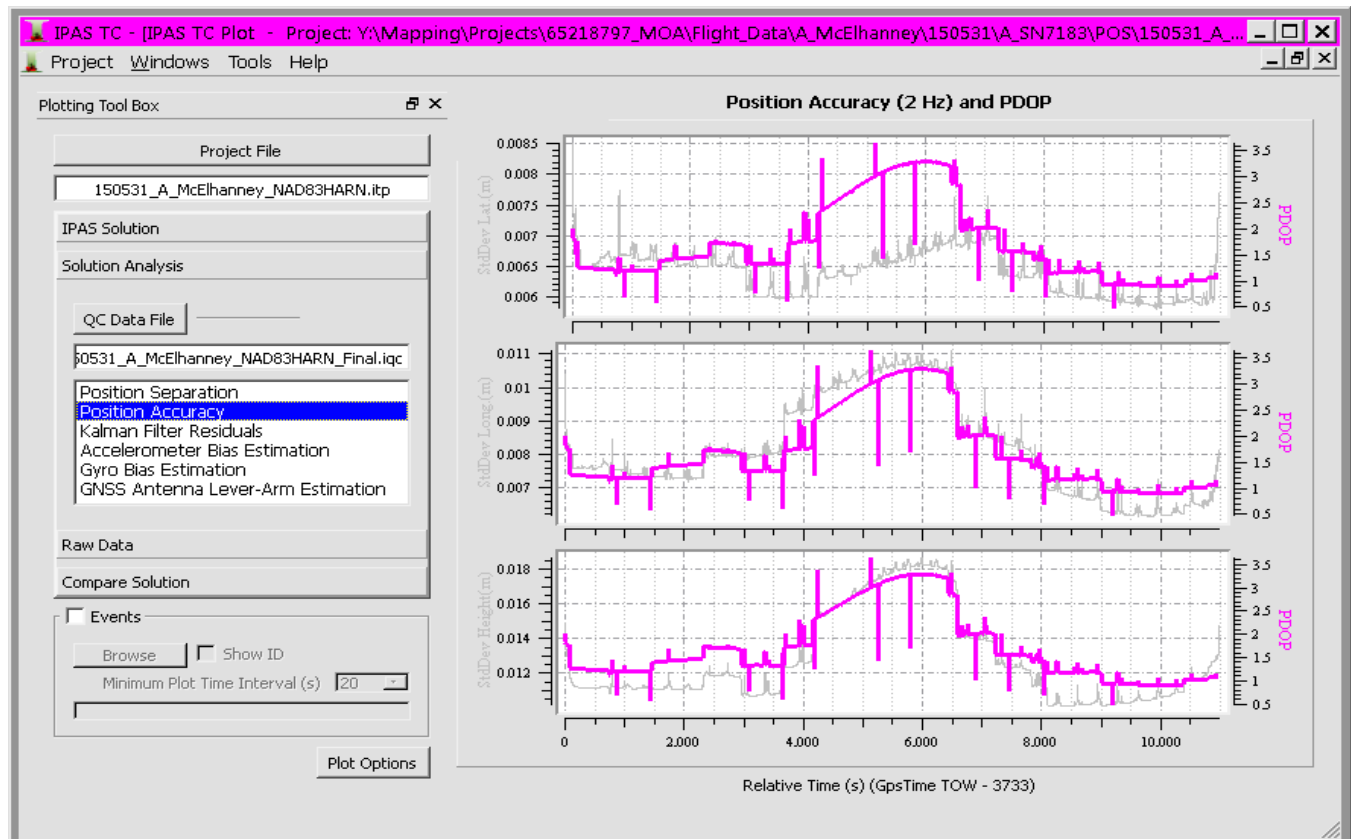 IPAS TC - [IPAS TC Plot - Project: Y:\Mapping\Projects\65218797_MOA\Flight_Data\A_McElhanney\150531\A_SN7183\POS\150531_A_...
Project Windows Tools Help
Plotting Tool Box
Project File
150531_A_McElhanney_NAD83HARN.itp
IPAS Solution
Solution Analysis
QC Data File
50531_A_McElhanney_NAD83HARN_Final.iqc
Position Separation
Position Accuracy
Kalman Filter Residuals
Accelerometer Bias Estimation
Gyro Bias Estimation
GNSS Antenna Lever-Arm Estimation
Raw Data
Compare Solution
Events
Browse
Show ID
Minimum Plot Time Interval (s) 20
Plot Options
Position Accuracy (2 Hz) and PDOP
StdDev Lat (m)
0.0085
0.008
0.0075
0.007
0.0065
0.006
3.5
3
2.5
2
1.5
1
0.5
PDOP
StdDev Long (m)
0.011
0.01
0.009
0.008
0.007
3.5
3
2.5
2
1.5
1
0.5
PDOP
StdDev Height(m)
0.018
0.016
0.014
0.012
3.5
3
2.5
2
1.5
1
0.5
PDOP
0 2.000 4.000 6.000 8.000 10.000
Relative Time (s) (GpsTime TOW - 3733)